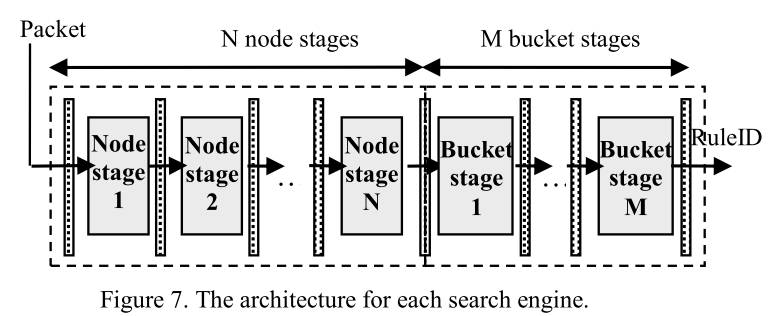 Packet
N node stages M bucket stages
Node stage 1
Node stage 2
..
Node stage N
Bucket stage 1
...
Bucket stage M
RuleID
Figure 7. The architecture for each search engine.